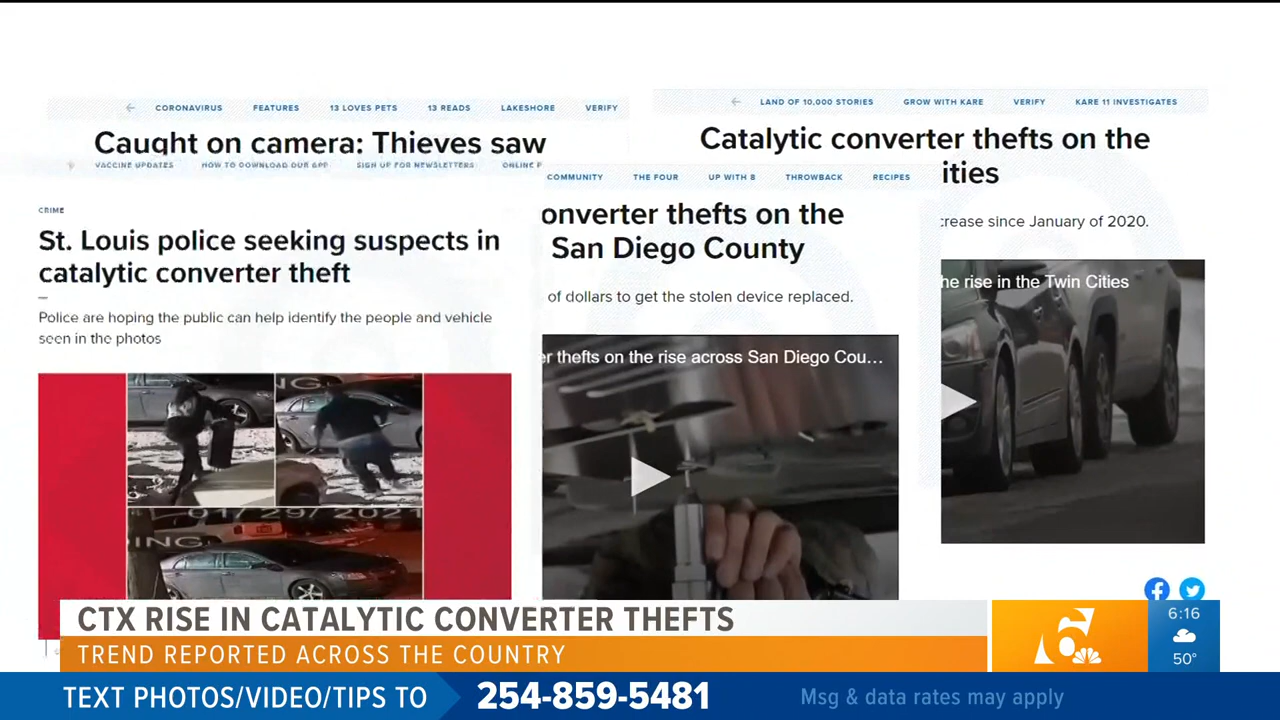 CORONAVIRUS FEATURES 13 LOVES PETS 13 READS LAKESHORE VERIFY
Caught on camera: Thieves saw
VACCINE UPDATES HOW TO DOWNLOAD OUR APP SIGN UP FOR NEWSLETTERS ONLINE
CRIME
St. Louis police seeking suspects in
catalytic converter theft
Police are hoping the public can help identify the people and vehicle
seen in the photos
ING
01/29/2021
ING
COMMUNITY THE FOUR UP WITH 8 THROWBACK RECIPES
onverter thefts on the
San Diego County
of dollars to get the stolen device replaced.
er thefts on the rise across San Diego Cou...
LAND OF 10,000 STORIES GROW WITH KARE VERIFY KARE 11 INVESTIGATES
Catalytic converter thefts on the
ities
crease since January of 2020.
he rise in the Twin Cities
CTX RISE IN CATALYTIC CONVERTER THEFTS
TREND REPORTED ACROSS THE COUNTRY
6
6:16
50°
TEXT PHOTOS/VIDEO/TIPS TO 254-859-5481 Msg & data rates may apply